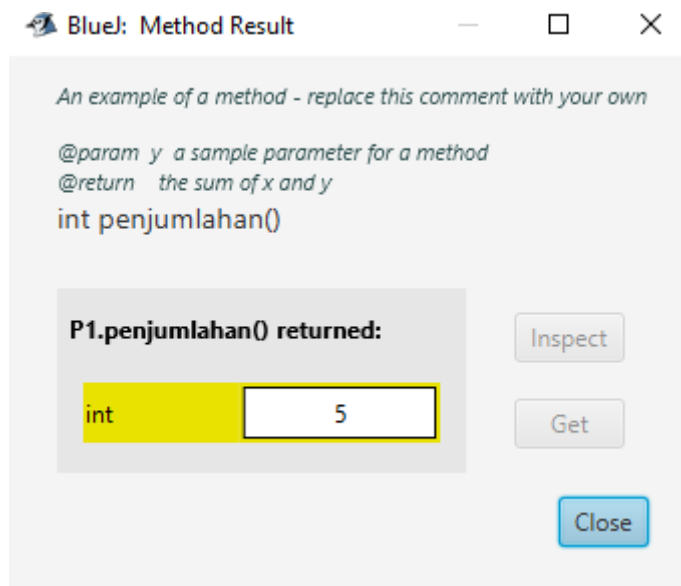 BlueJ: Method Result
An example of a method - replace this comment with your own
@param y a sample parameter for a method
@return the sum of x and y
int penjumlahan()
P1.penjumlahan() returned:
Inspect
int 5
Get
Close